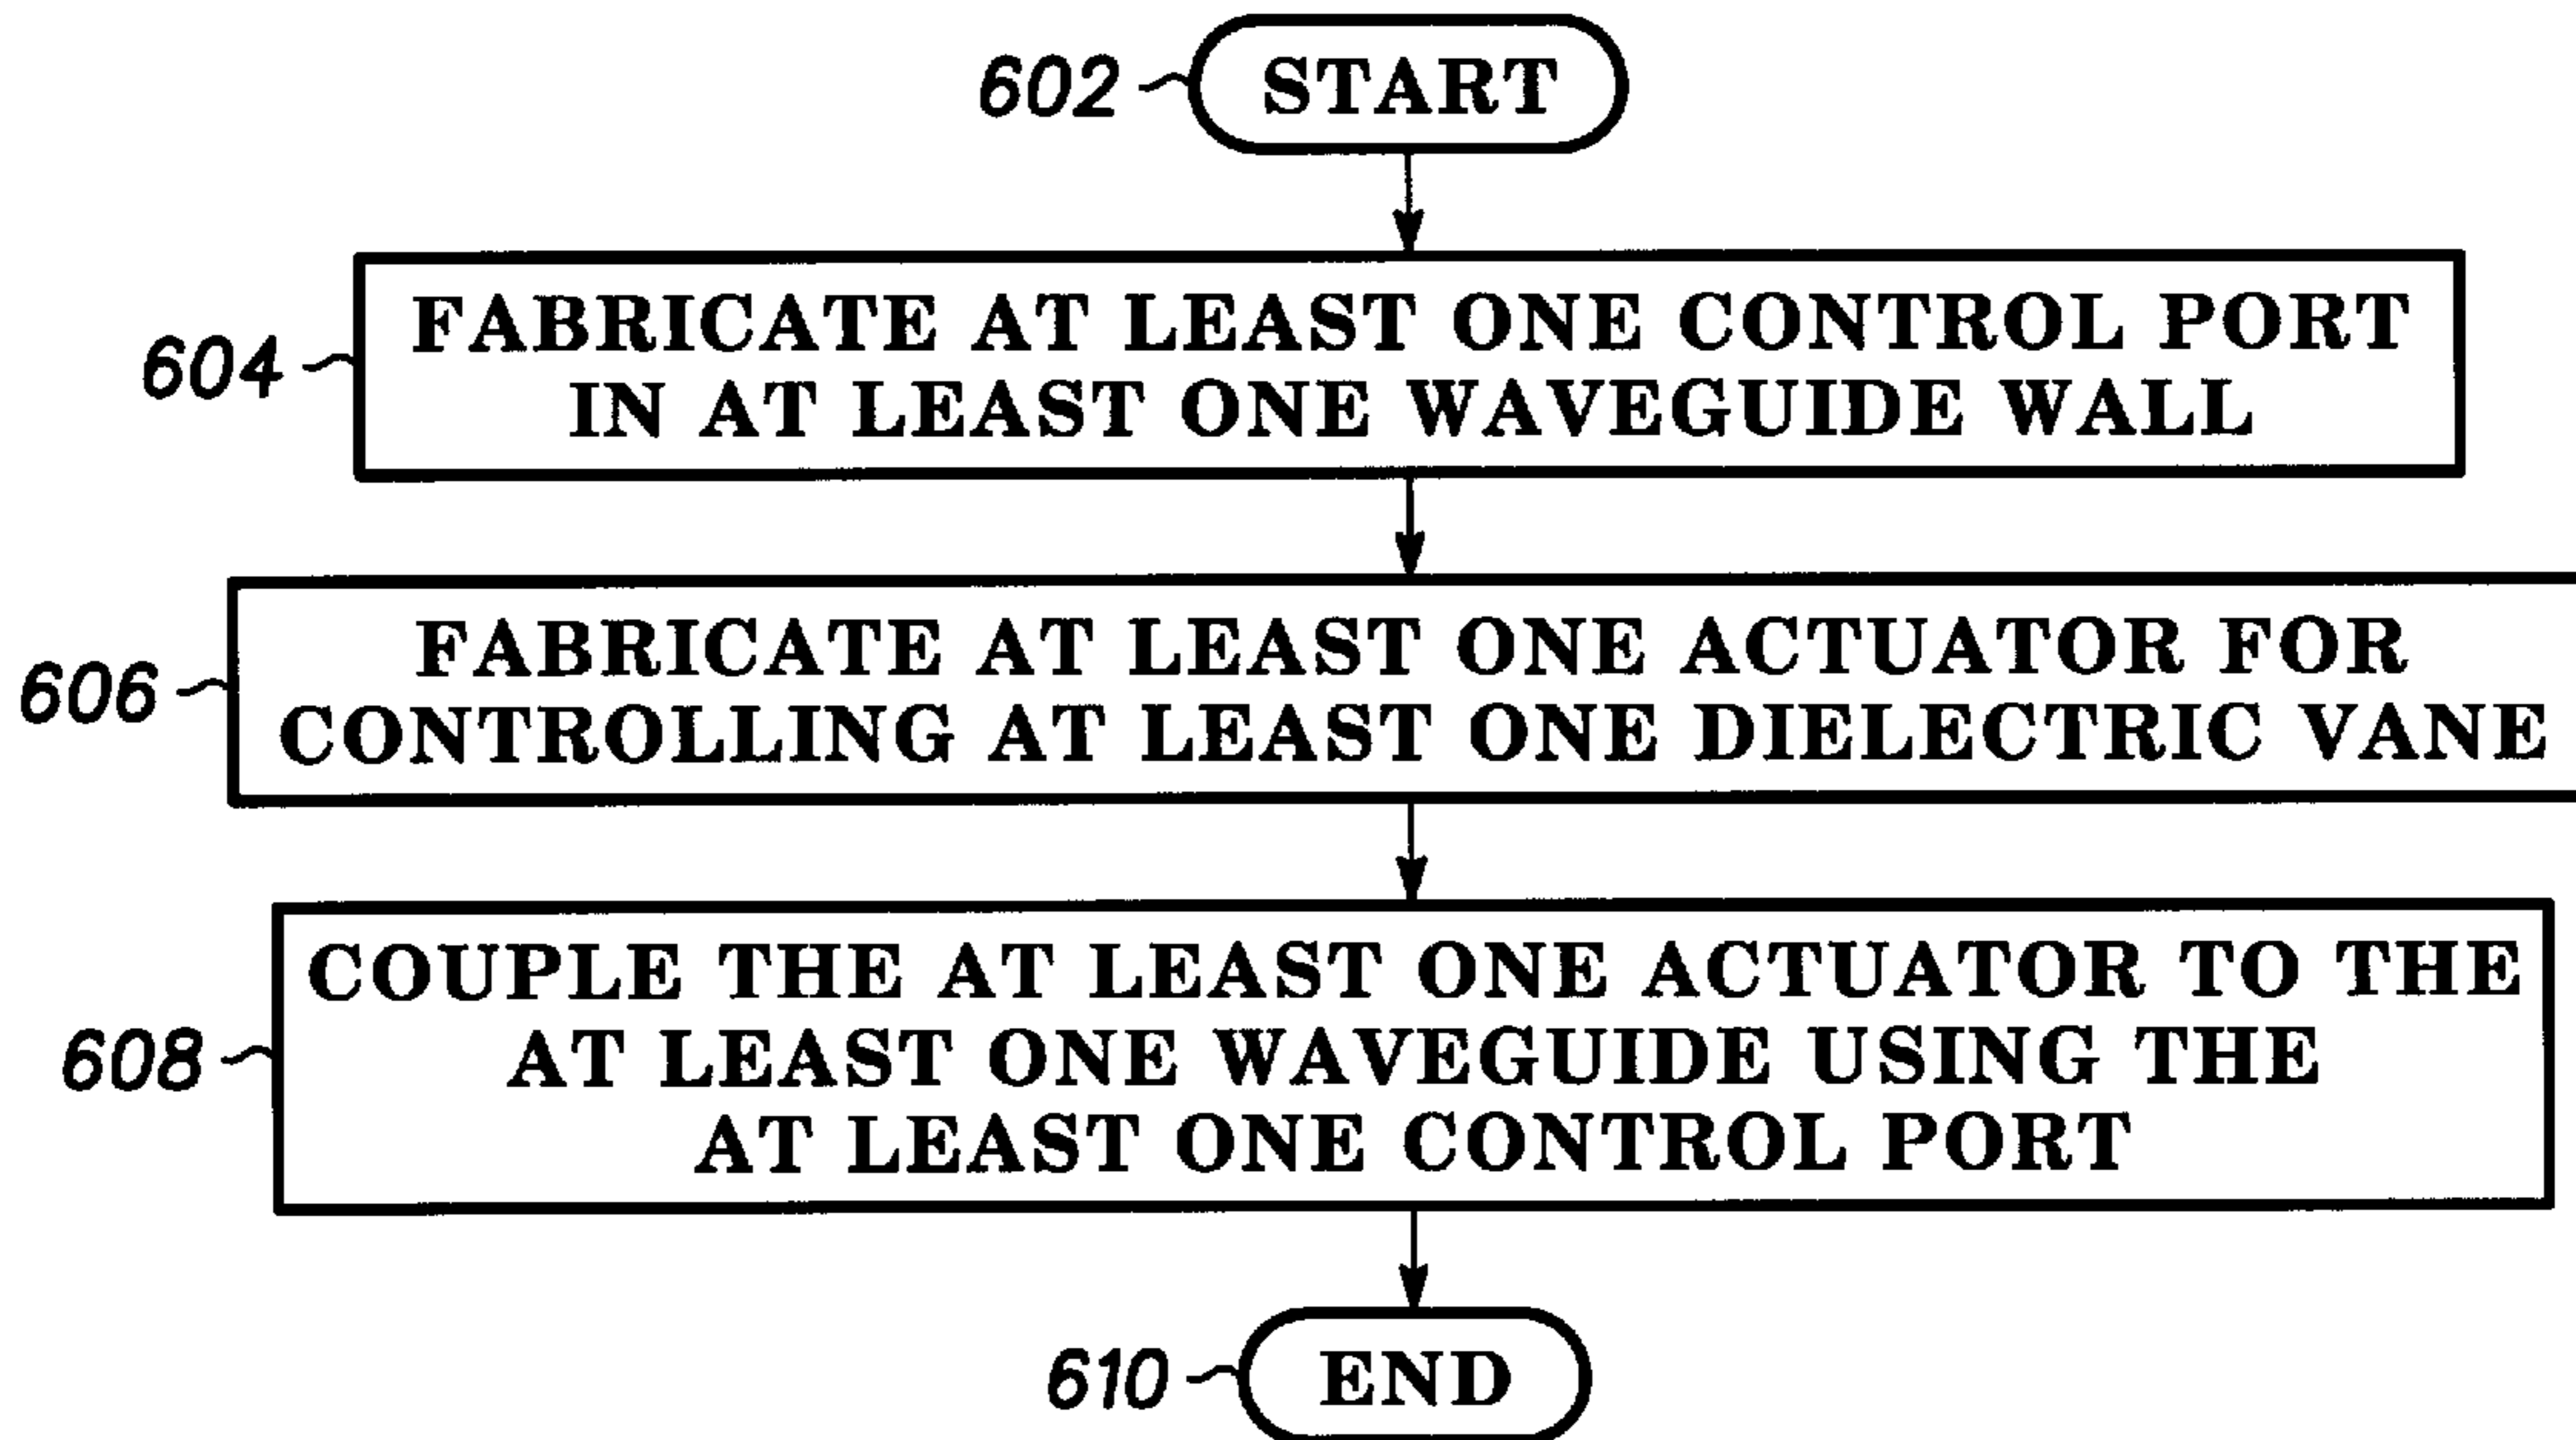 602 START
604 FABRICATE AT LEAST ONE CONTROL PORT
IN AT LEAST ONE WAVEGUIDE WALL
606 FABRICATE AT LEAST ONE ACTUATOR FOR
CONTROLLING AT LEAST ONE DIELECTRIC VANE
608 COUPLE THE AT LEAST ONE ACTUATOR TO THE
AT LEAST ONE WAVEGUIDE USING THE
AT LEAST ONE CONTROL PORT
610 END